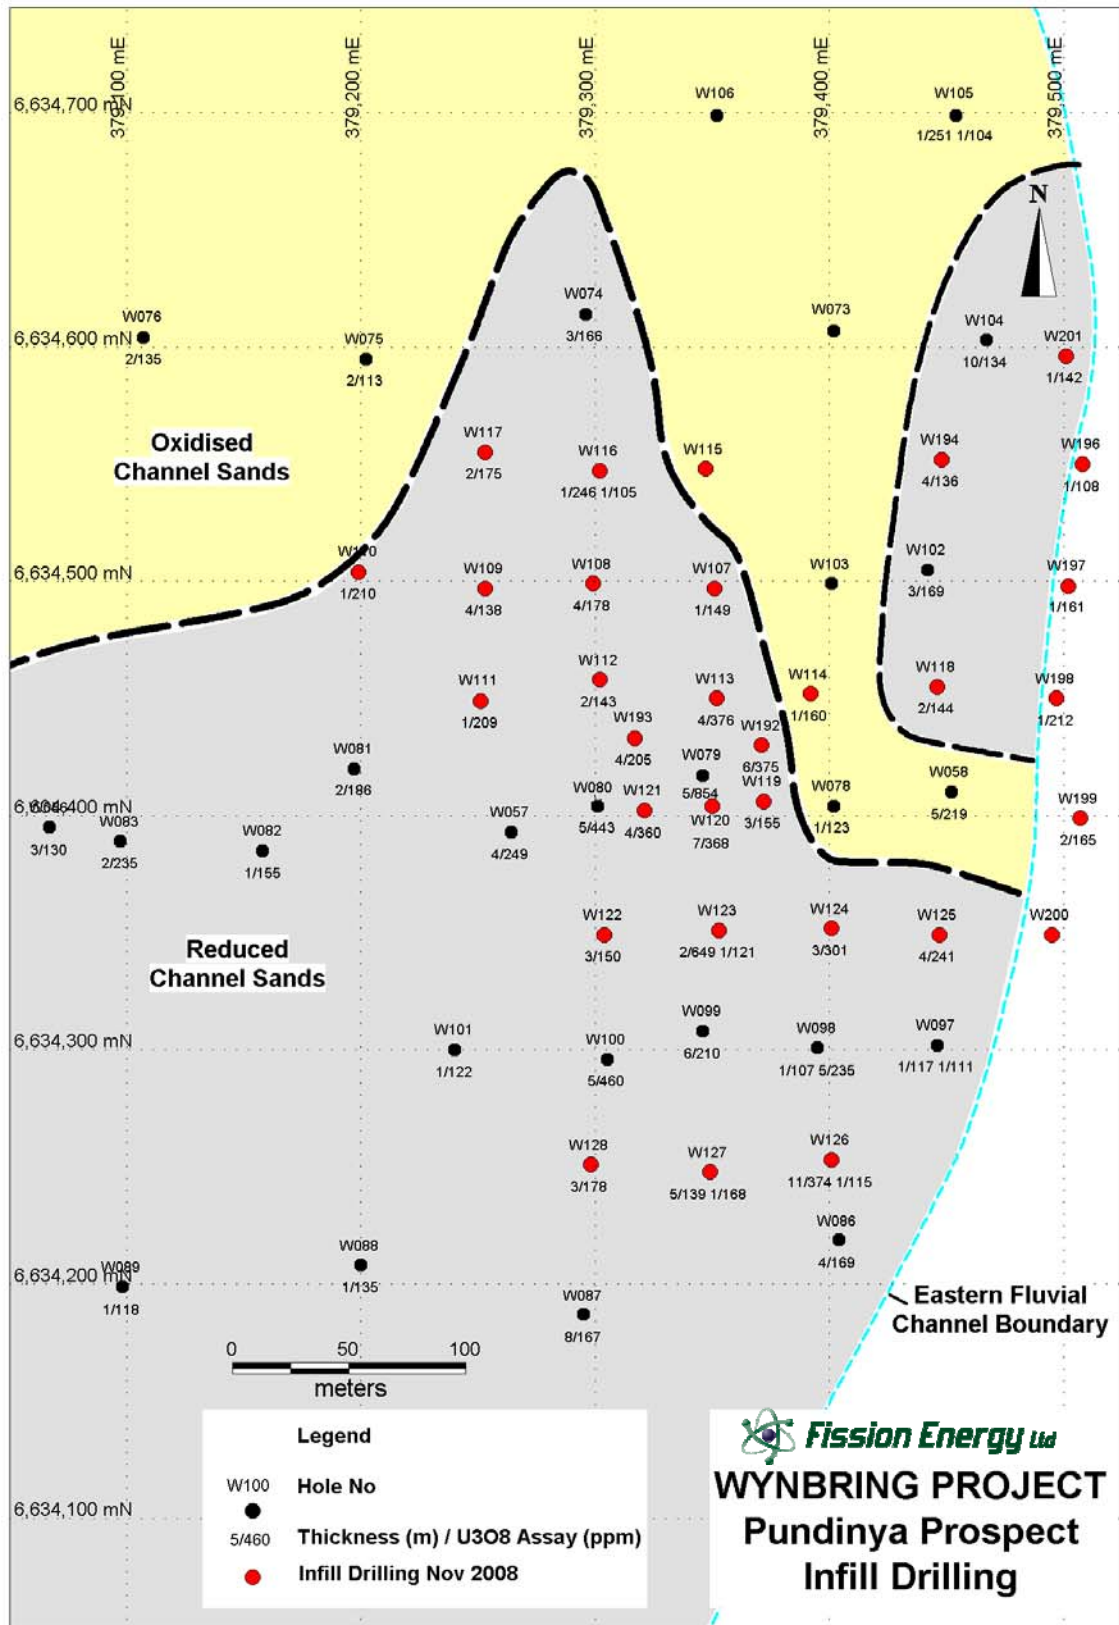 379,100 mE
379,200 mE
379,300 mE
379,400 mE
379,500 mE
6,634,700 mN
W106
W105
1/251 1/104
N
W074
3/166
W076
2/135
W075
2/113
W073
W104
10/134
W201
1/142
6,634,600 mN
Oxidised
Channel Sands
W117
2/175
W116
1/246 1/105
W115
W194
4/136
W196
1/108
W110
1/210
W109
4/138
W108
4/178
W107
1/149
W103
W102
3/169
W197
1/161
6,634,500 mN
W111
1/209
W112
2/143
W113
4/376
W114
1/160
W118
2/144
W198
1/212
W193
4/205
W192
6/375
W081
2/186
W079
5/854
W119
3/155
W080
5/443
W121
4/360
W120
7/368
W078
1/123
W058
5/219
W199
2/165
6,634,400 mN
3/130
W083
2/235
W082
1/155
W057
4/249
W122
3/150
W123
2/649 1/121
W124
3/301
W125
4/241
W200
Reduced
Channel Sands
W101
1/122
W100
5/460
W099
6/210
W098
1/107 5/235
W097
1/117 1/111
6,634,300 mN
W128
3/178
W127
5/139 1/168
W126
11/374 1/115
W086
4/169
W089
1/118
W088
1/135
W087
8/167
6,634,200 mN
Eastern Fluvial
Channel Boundary
0 50 100
meters
Legend
W100 Hole No
5/460 Thickness (m) / U3O8 Assay (ppm)
Infill Drilling Nov 2008
6,634,100 mN
Fission Energy Ltd
WYNBRING PROJECT
Pundinya Prospect
Infill Drilling